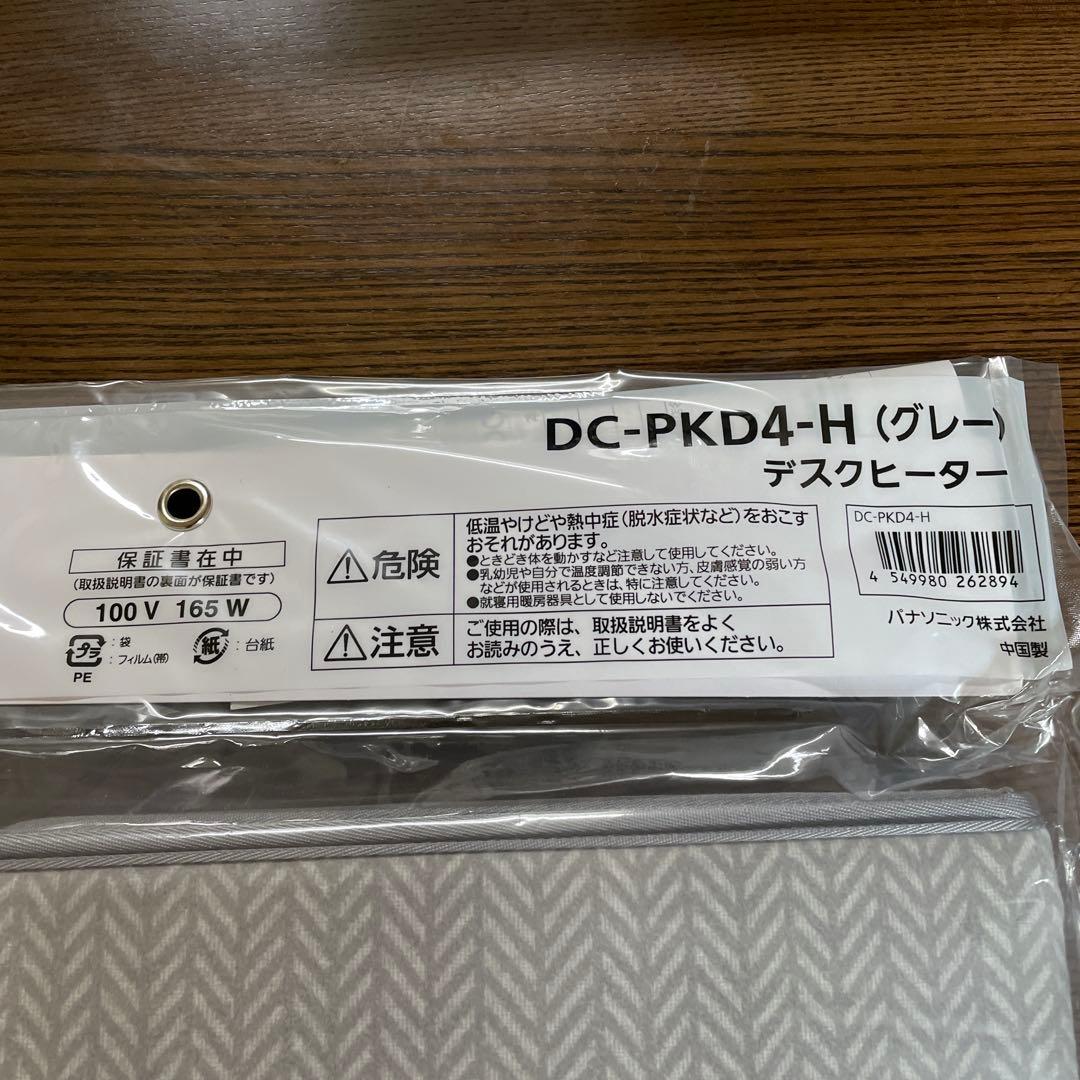 DC-PKD4-H（グレー）
デスクヒーター
保証書在中
（取扱説明書の裏面が保証書です）
100 V 165 W
プラ
：袋
：フィルム（帯）
PE
紙
：台紙
危険
低温やけどや熱中症（脱水症状など）をおこす
おそれがあります。
●ときどき体を動かすなど注意して使用してください。
●乳幼児や自分で温度調節できない方、皮膚感覚の弱い方
などが使用されるときは、特に注意してください。
●就寝用暖房器具として使用しないでください。
注意
ご使用の際は、取扱説明書をよく
お読みのうえ、正しくお使いください。
DC-PKD4-H
4 549980 262894
パナソニック株式会社
中国製